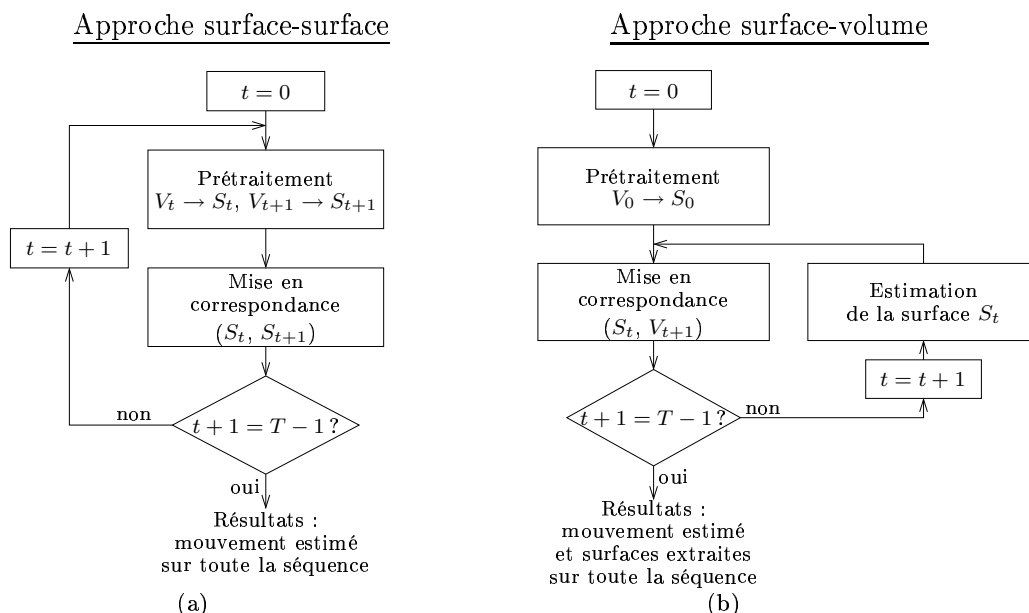 Approche surface-surface
t = 0
Prétraitement
V_t → S_t, V_{t+1} → S_{t+1}
t = t + 1
Mise en
correspondance
(S_t, S_{t+1})
non
t + 1 = T − 1 ?
oui
Résultats :
mouvement estimé
sur toute la séquence
(a)
Approche surface-volume
t = 0
Prétraitement
V_0 → S_0
Mise en
correspondance
(S_t, V_{t+1})
Estimation
de la surface S_t
t = t + 1
non
t + 1 = T − 1 ?
oui
Résultats :
mouvement estimé
et surfaces extraites
sur toute la séquence
(b)